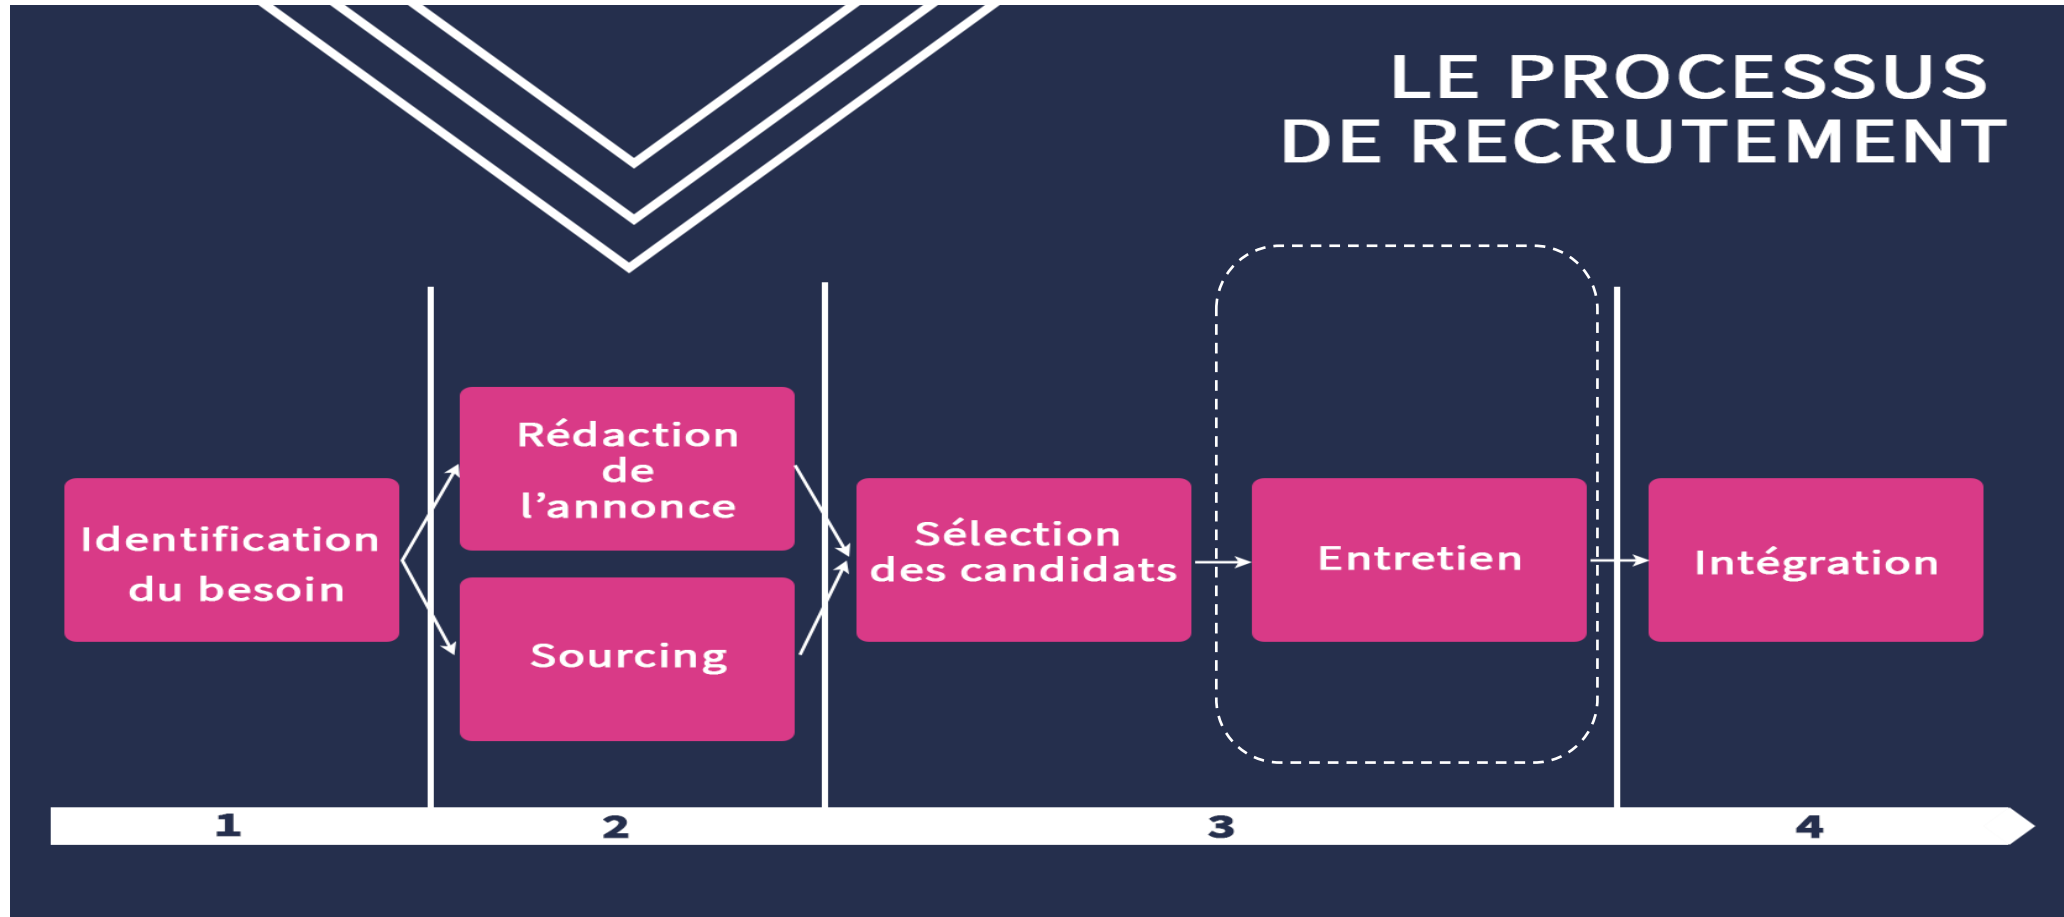 LE PROCESSUS
DE RECRUTEMENT
Identification
du besoin
Rédaction
de
l’annonce
Sourcing
Sélection
des candidats
Entretien
Intégration
1
2
3
4